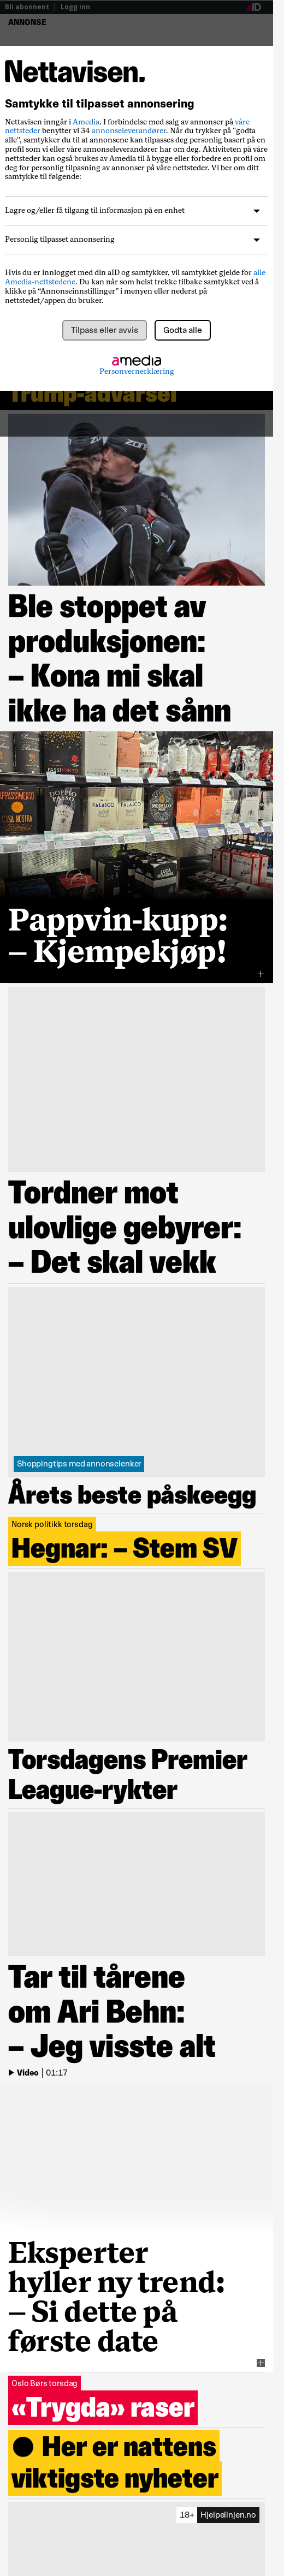 Bli abonnent | Logg inn
aID
ANNONSE
Nettavisen.
Samtykke til tilpasset annonsering
Nettavisen inngår i Amedia. I forbindelse med salg av annonser på våre
nettsteder benytter vi 34 annonseleverandører. Når du trykker på "godta
alle", samtykker du til at annonsene kan tilpasses deg personlig basert på en
profil som vi eller våre annonseleverandører har om deg. Aktiviteten på våre
nettsteder kan også brukes av Amedia til å bygge eller forbedre en profil om
deg for personlig tilpasning av annonser på våre nettsteder. Vi ber om ditt
samtykke til følgende:
Lagre og/eller få tilgang til informasjon på en enhet
Personlig tilpasset annonsering
Hvis du er innlogget med din aID og samtykker, vil samtykket gjelde for alle
Amedia-nettstedene. Du kan når som helst trekke tilbake samtykket ved å
klikke på “Annonseinnstillinger” i menyen eller nederst på
nettstedet/appen du bruker.
Tilpass eller avvis
Godta alle
amedia
Personvernerklæring
Trump-advarsel
Ble stoppet av
produksjonen:
– Kona mi skal
ikke ha det sånn
Pappvin-kupp:
– Kjempekjøp!
Tordner mot
ulovlige gebyrer:
– Det skal vekk
Shoppingtips med annonselenker
Årets beste påskeegg
Norsk politikk torsdag
Hegnar: – Stem SV
Torsdagens Premier
League-rykter
Tar til tårene
om Ari Behn:
– Jeg visste alt
Video | 01:17
Eksperter
hyller ny trend:
– Si dette på
første date
Oslo Børs torsdag
«Trygda» raser
● Her er nattens
viktigste nyheter
18+ Hjelpelinjen.no